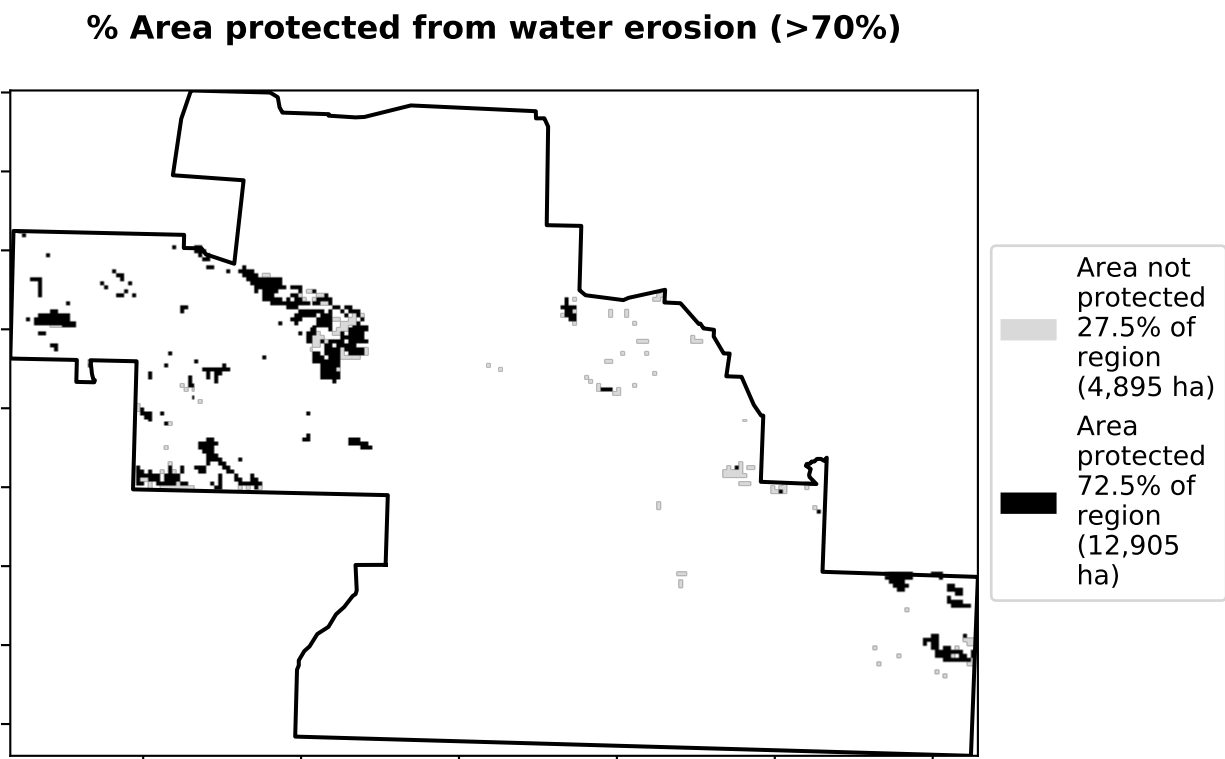 % Area protected from water erosion (>70%)
Area not
protected
27.5% of
region
(4,895 ha)
Area
protected
72.5% of
region
(12,905
ha)